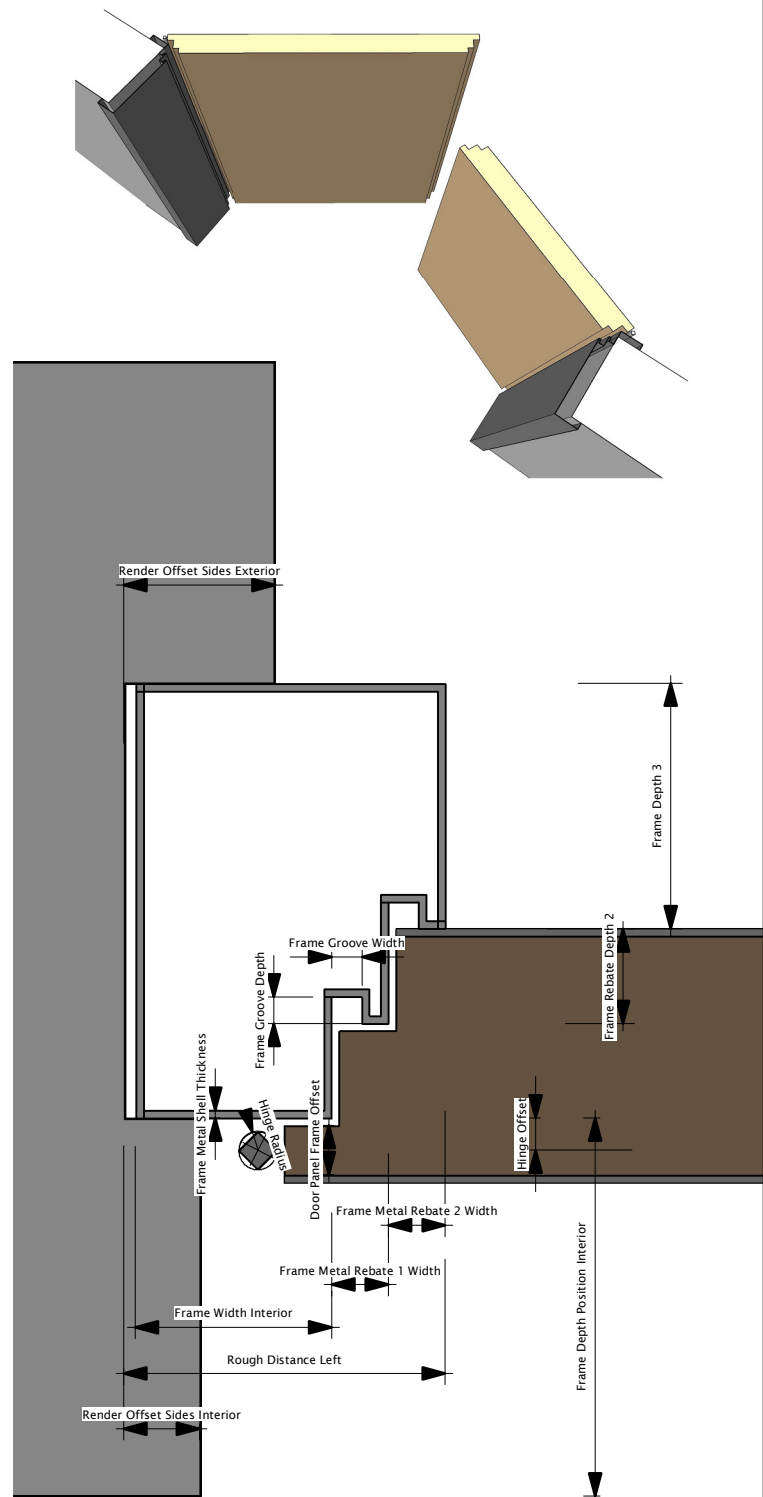 Render Offset Sides Exterior
Frame Depth 3
Frame Groove Width
Frame Rebate Depth 2
Frame Groove Depth
Frame Metal Shell Thickness
Hinge Radius
Door Panel Frame Offset
Hinge Offset
Frame Metal Rebate 2 Width
Frame Metal Rebate 1 Width
Frame Depth Position Interior
Frame Width Interior
Rough Distance Left
Render Offset Sides Interior